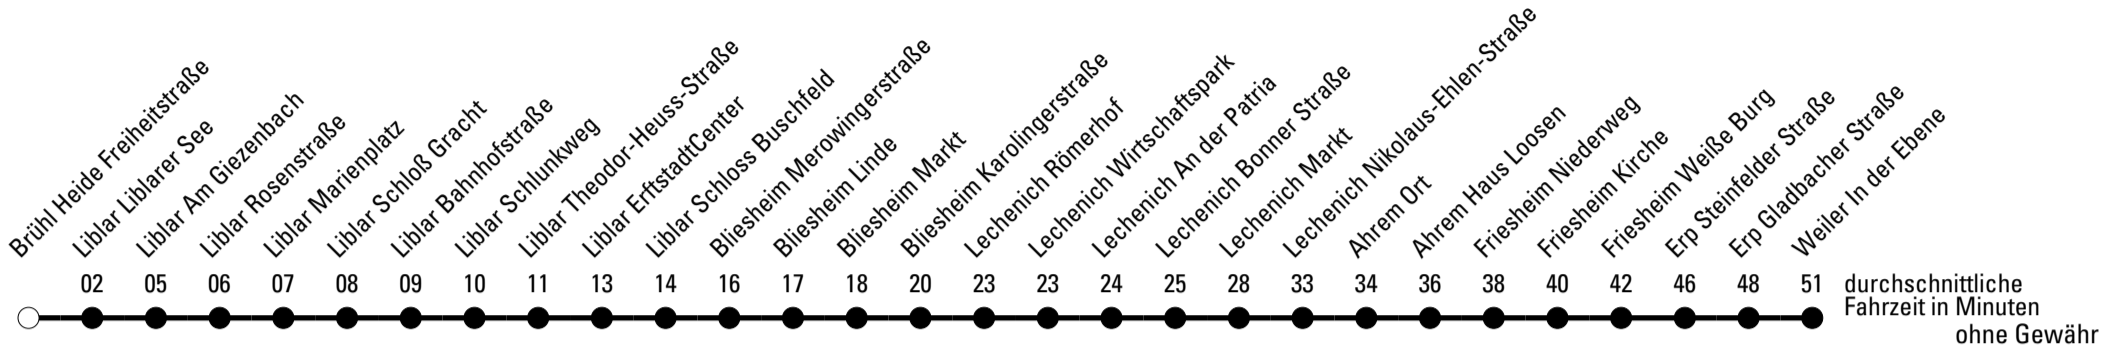 Brühl Heide Freiheitstraße
Liblar Liblarer See
Liblar Am Giezenbach
Liblar Rosenstraße
Liblar Marienplatz
Liblar Schloß Gracht
Liblar Bahnhofstraße
Liblar Schlunkweg
Liblar Theodor-Heuss-Straße
Liblar ErftstadtCenter
Liblar Schloss Buschfeld
Bliesheim Merowingerstraße
Bliesheim Linde
Bliesheim Markt
Bliesheim Karolingerstraße
Lechenich Römerhof
Lechenich Wirtschaftspark
Lechenich An der Patria
Lechenich Bonner Straße
Lechenich Markt
Lechenich Nikolaus-Ehlen-Straße
Ahrem Ort
Ahrem Haus Loosen
Friesheim Niederweg
Friesheim Kirche
Friesheim Weiße Burg
Erp Steinfelder Straße
Erp Gladbacher Straße
Weiler In der Ebene
02 05 06 07 08 09 10 11 13 14 16 17 18 20 23 23 24 25 28 33 34 36 38 40 42 46 48 51 durchschnittliche
Fahrzeit in Minuten
ohne Gewähr